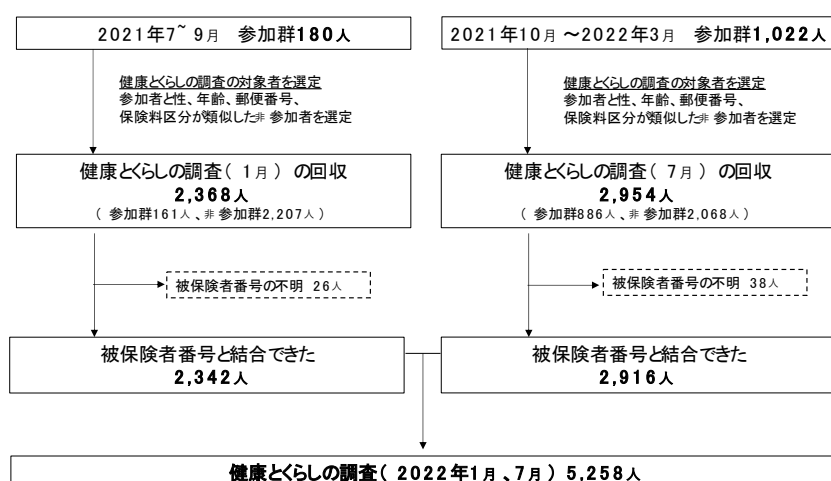 2021年7~9月 参加群180人
2021年10月～2022年3月 参加群1,022人
健康とくらしの調査の対象者を選定
参加者と性、年齢、郵便番号、
保険料区分が類似した非参加者を選定
健康とくらしの調査の対象者を選定
参加者と性、年齢、郵便番号、
保険料区分が類似した非参加者を選定
健康とくらしの調査(1月)の回収
2,368人
(参加群161人、非参加群2,207人)
健康とくらしの調査(7月)の回収
2,954人
(参加群886人、非参加群2,068人)
被保険者番号の不明 26人
被保険者番号の不明 38人
被保険者番号と結合できた
2,342人
被保険者番号と結合できた
2,916人
健康とくらしの調査(2022年1月、7月) 5,258人